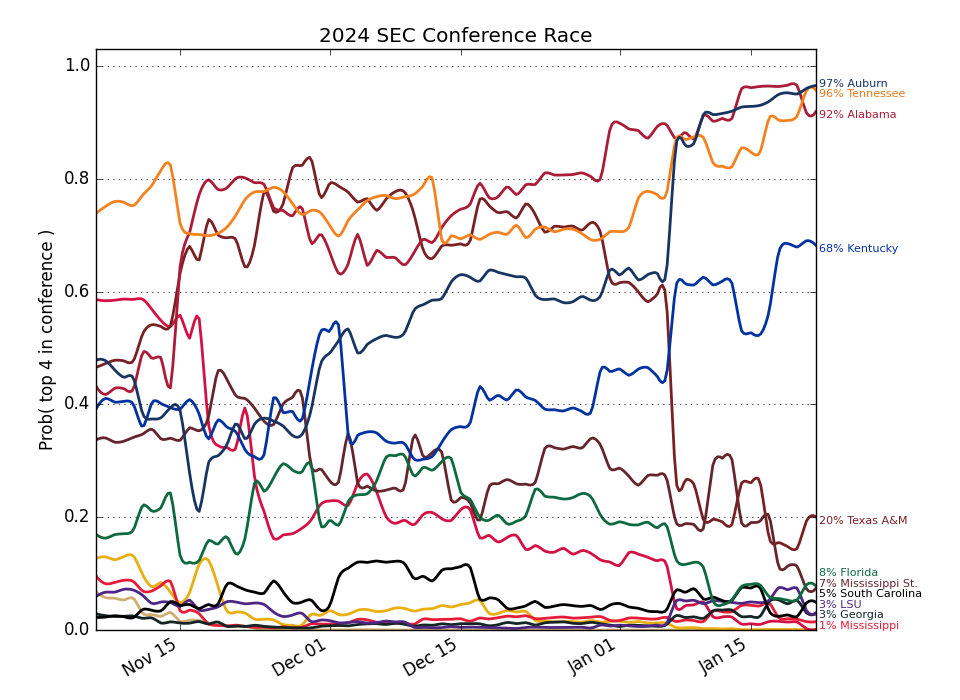 2024 SEC Conference Race
Prob( top 4 in conference )
1.0
0.8
0.6
0.4
0.2
0.0
Nov 15
Dec 01
Dec 15
Jan 01
Jan 15
97% Auburn
96% Tennessee
92% Alabama
68% Kentucky
20% Texas A&M
8% Florida
7% Mississippi St.
5% South Carolina
3% LSU
3% Georgia
1% Mississippi